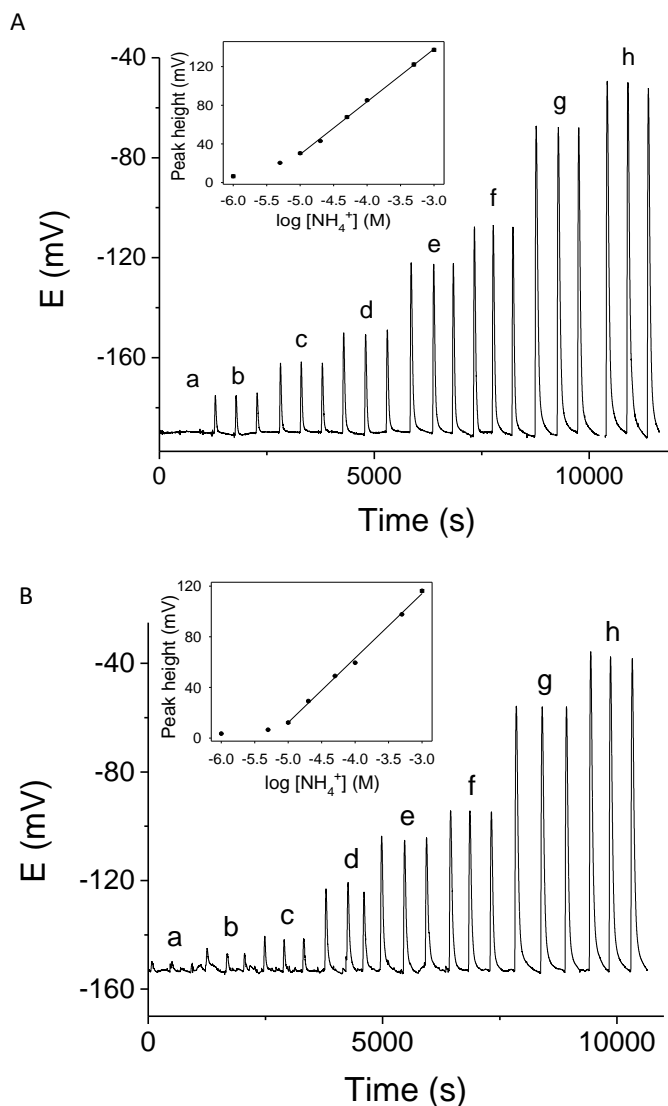 A
-40
-80
-120
-160
E (mV)
0
5000
10000
Time (s)
a
b
c
d
e
f
g
h
Peak height (mV)
120
80
40
0
-6.0 -5.5 -5.0 -4.5 -4.0 -3.5 -3.0
log [NH₄⁺] (M)
B
-40
-80
-120
-160
E (mV)
0
5000
10000
Time (s)
a
b
c
d
e
f
g
h
Peak height (mV)
120
80
40
0
-6.0 -5.5 -5.0 -4.5 -4.0 -3.5 -3.0
log [NH₄⁺] (M)